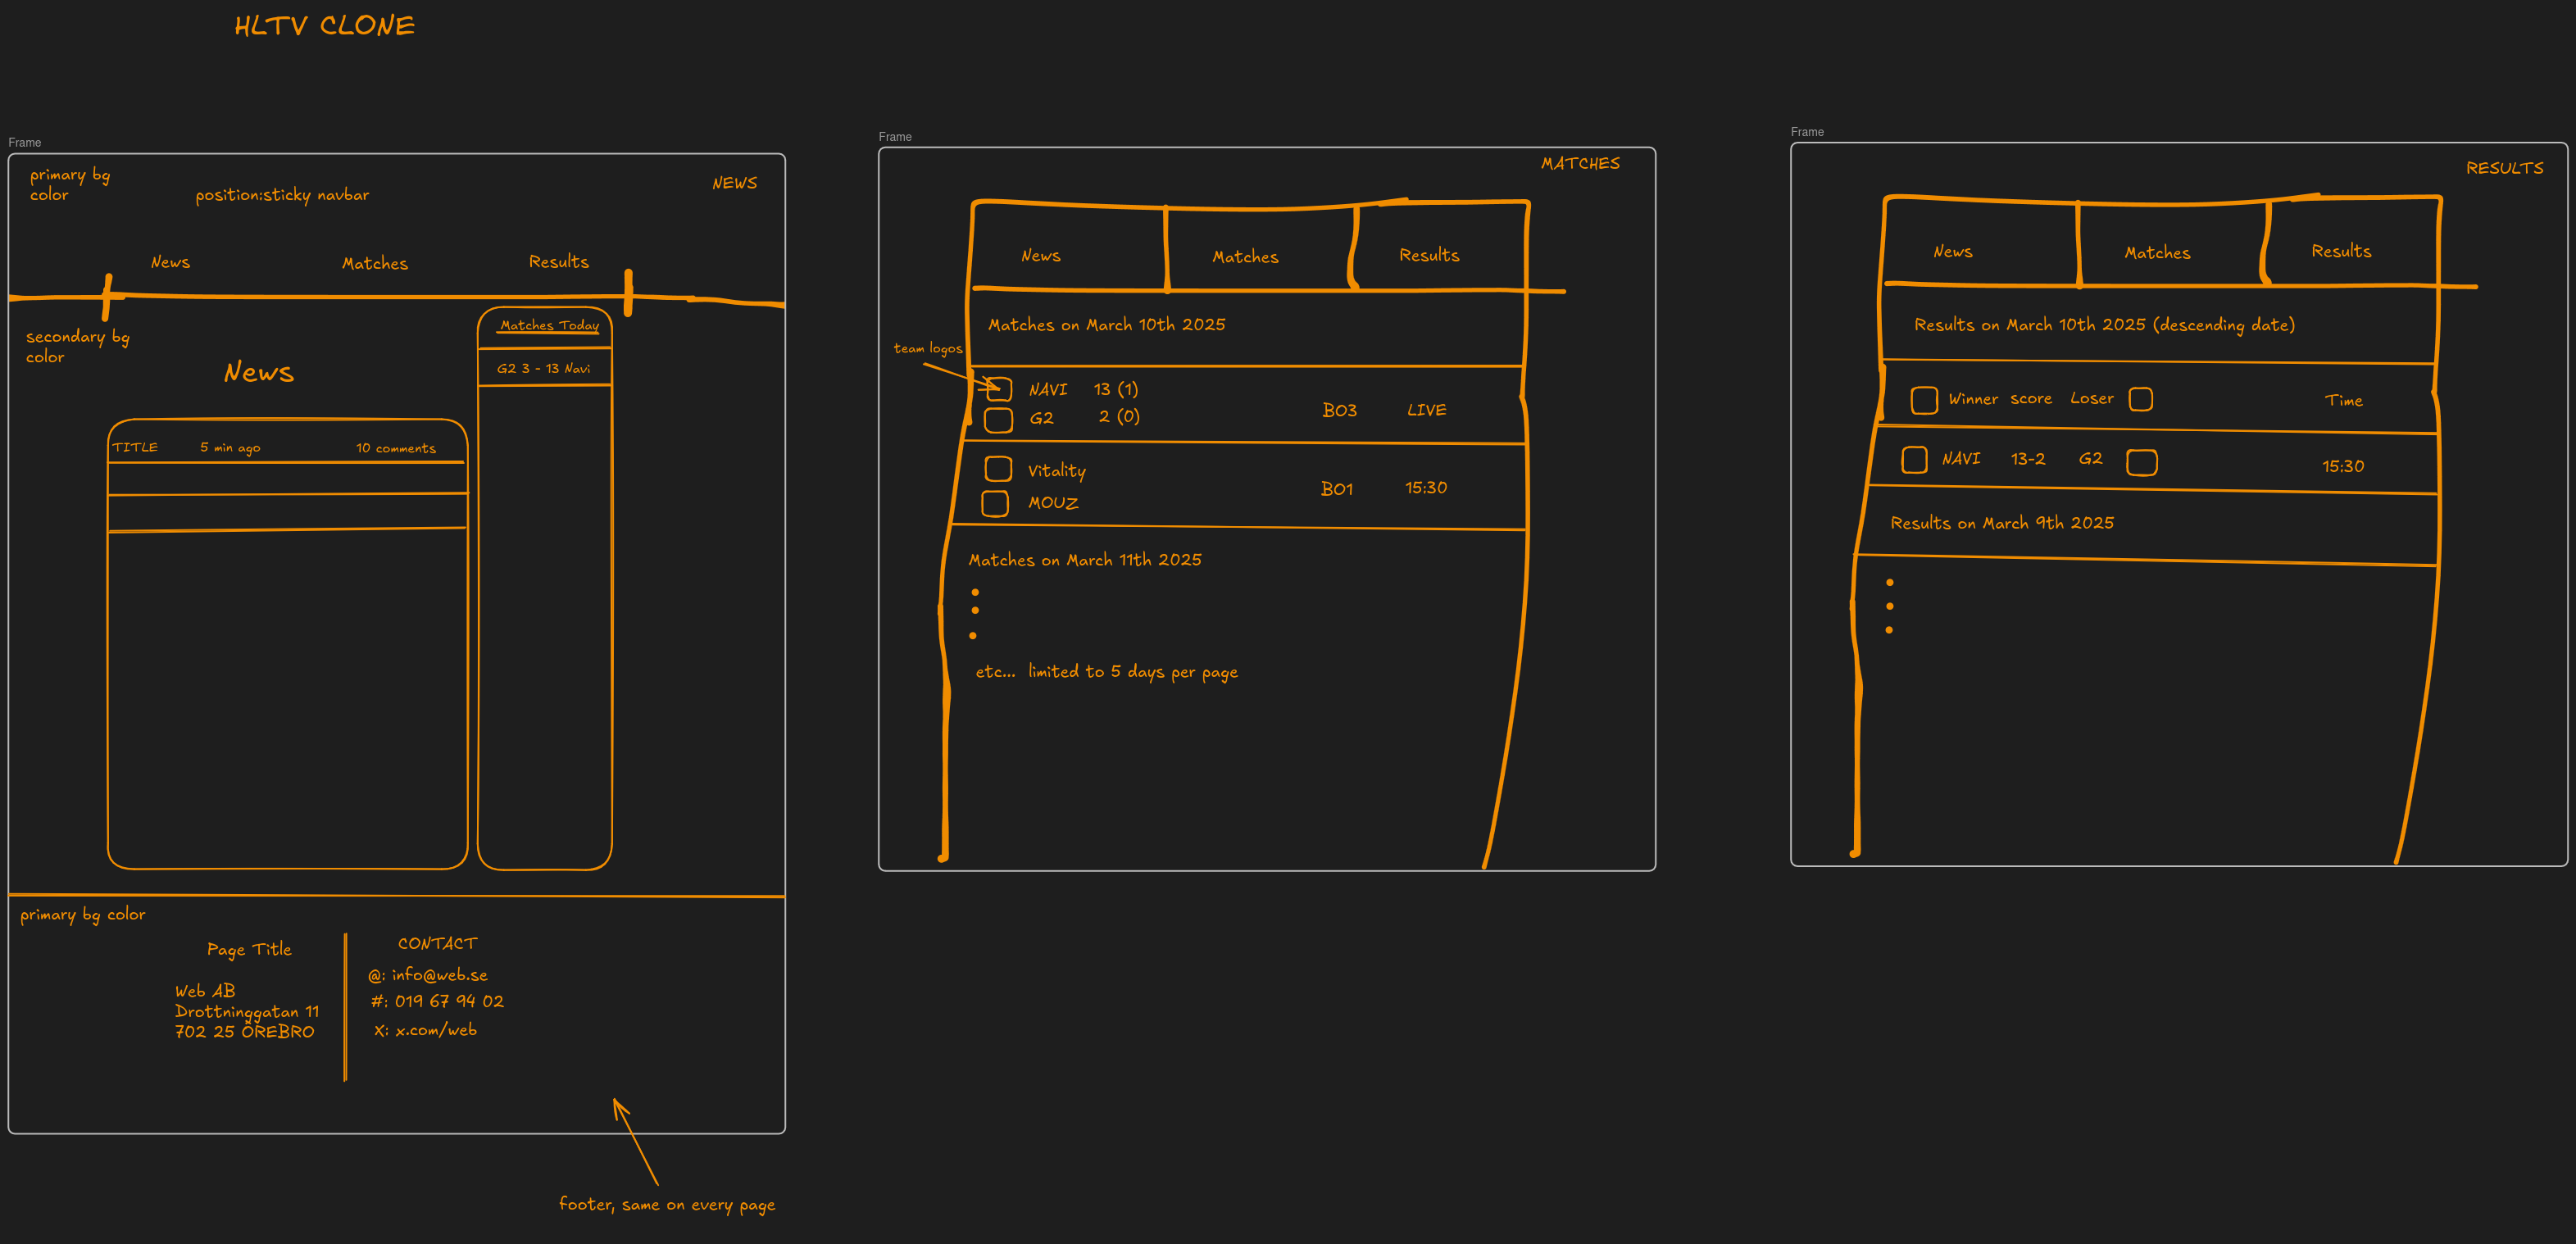 HLTV CLONE
Frame
primary bg
color
position:sticky navbar
NEWS
News
Matches
Results
secondary bg
color
News
TITLE 5 min ago 10 comments
Matches Today
G2 3 - 13 Navi
primary bg color
Page Title
Web AB
Drottninggatan 11
702 25 ÖREBRO
CONTACT
@: info@web.se
#: 019 67 94 02
X: x.com/web
footer, same on every page
Frame
MATCHES
News
Matches
Results
Matches on March 10th 2025
team logos
NAVI 13 (1)
G2 2 (0)
BO3 LIVE
Vitality
MOUZ
BO1 15:30
Matches on March 11th 2025
etc... limited to 5 days per page
Frame
RESULTS
News
Matches
Results
Results on March 10th 2025 (descending date)
Winner score Loser Time
NAVI 13-2 G2 15:30
Results on March 9th 2025